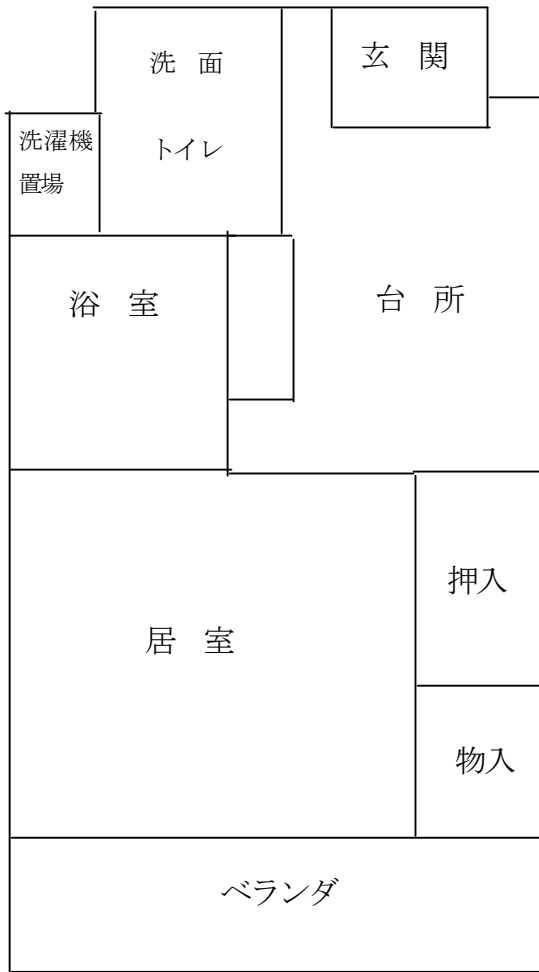 洗 面
トイレ
玄 関
洗濯機
置場
浴 室
台 所
押入
居 室
物入
ベランダ